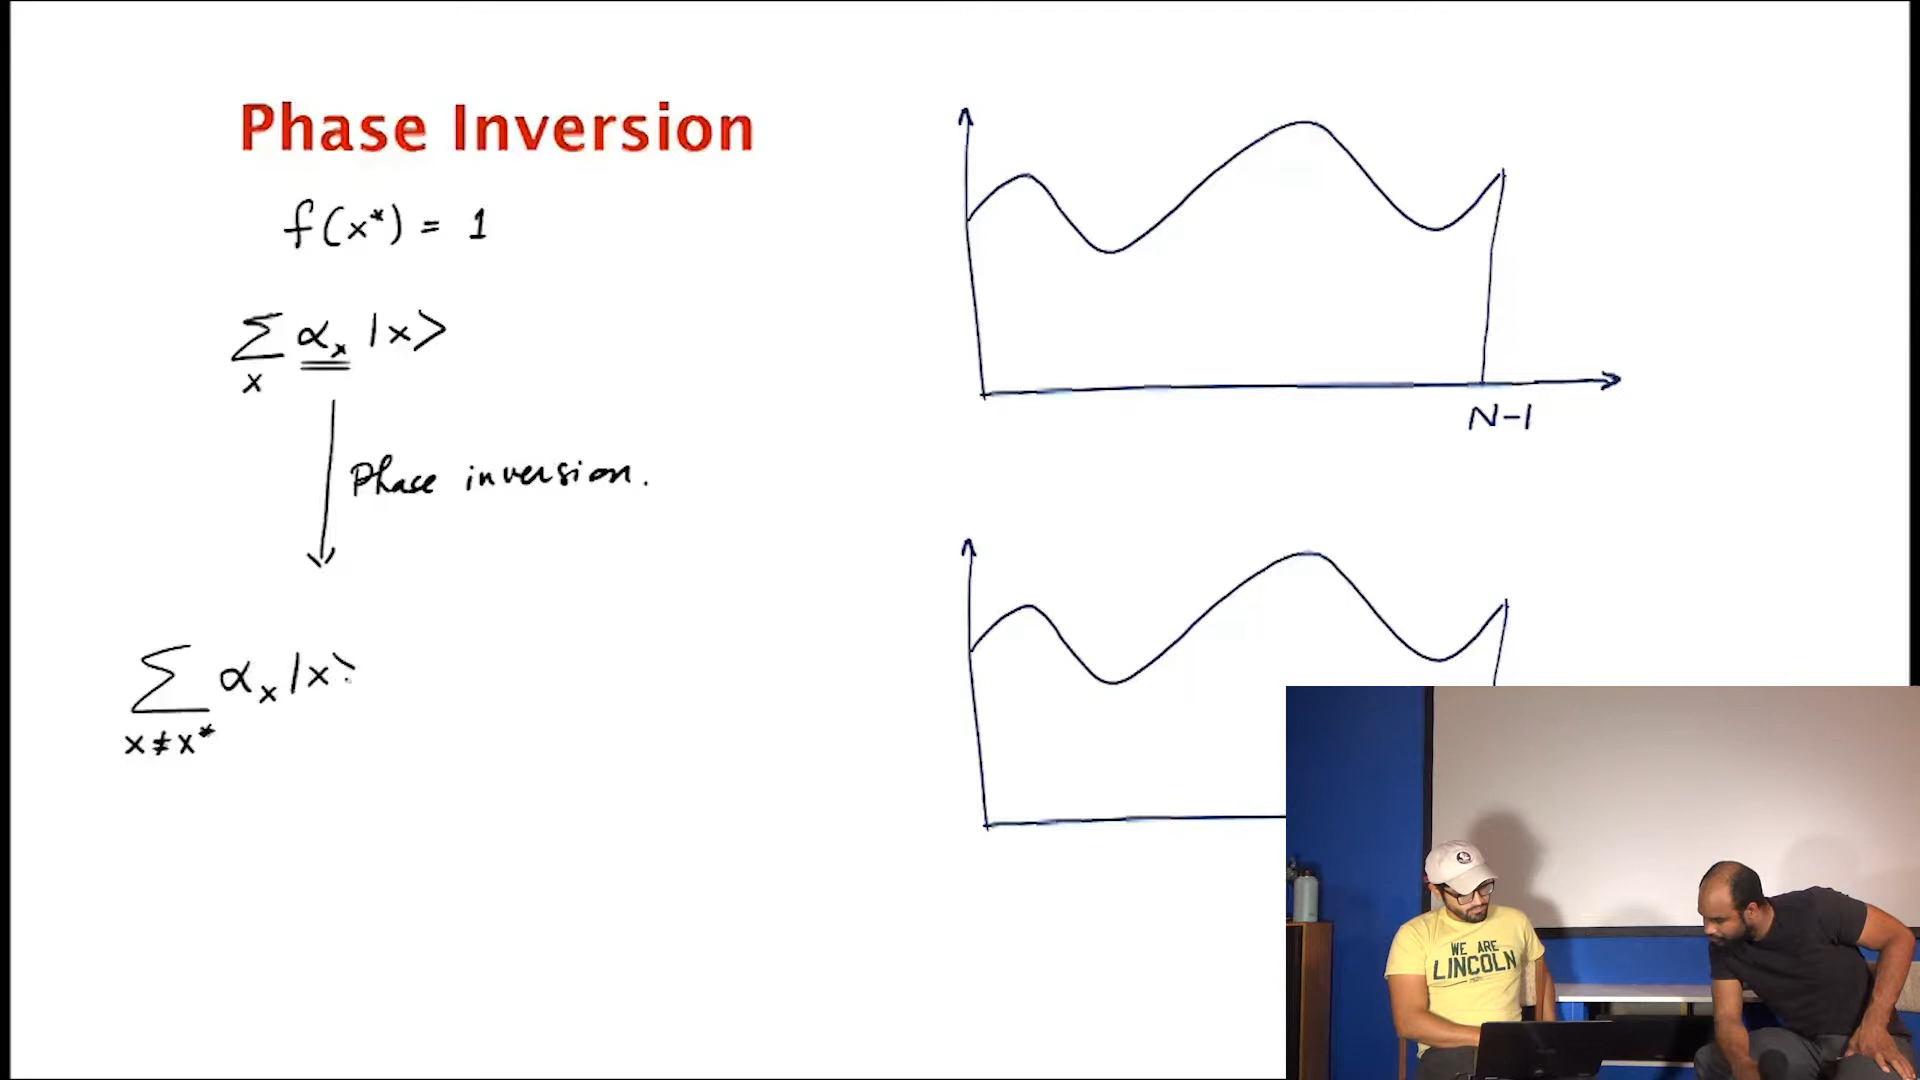 Phase Inversion
f(x*) = 1
∑ αₓ |x>
x
Phase inversion.
∑ αₓ |x>
x ≠ x*
N-1
WE ARE
LINCOLN